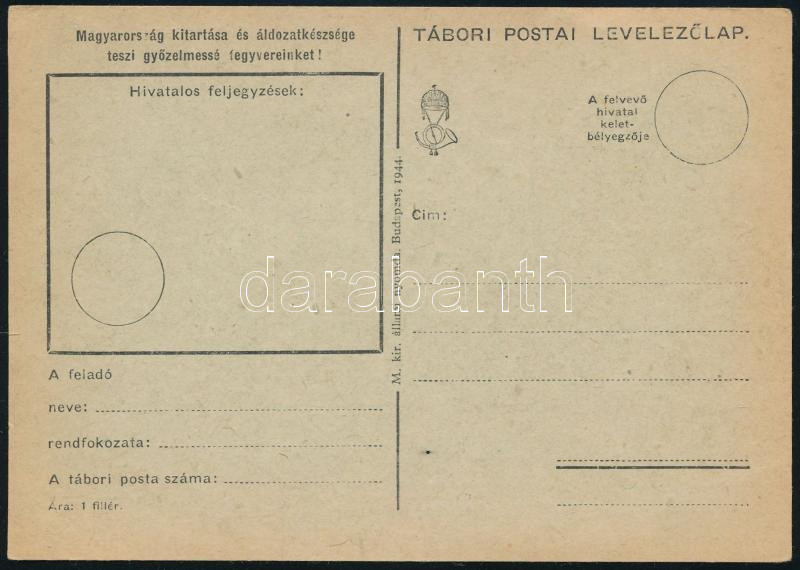 Magyarország kitartása és áldozatkészsége
teszi győzelmessé fegyvereinket!
Hivatalos feljegyzések:
A feladó
neve:
rendfokozata:
A tábori posta száma:
Ára: 1 fillér.
M. kir. állami nyomda. Budapest, 1944.
TÁBORI POSTAI LEVELEZŐLAP.
A felvevő
hivatal
kelet-
bélyegzője
Cim:
darabanth